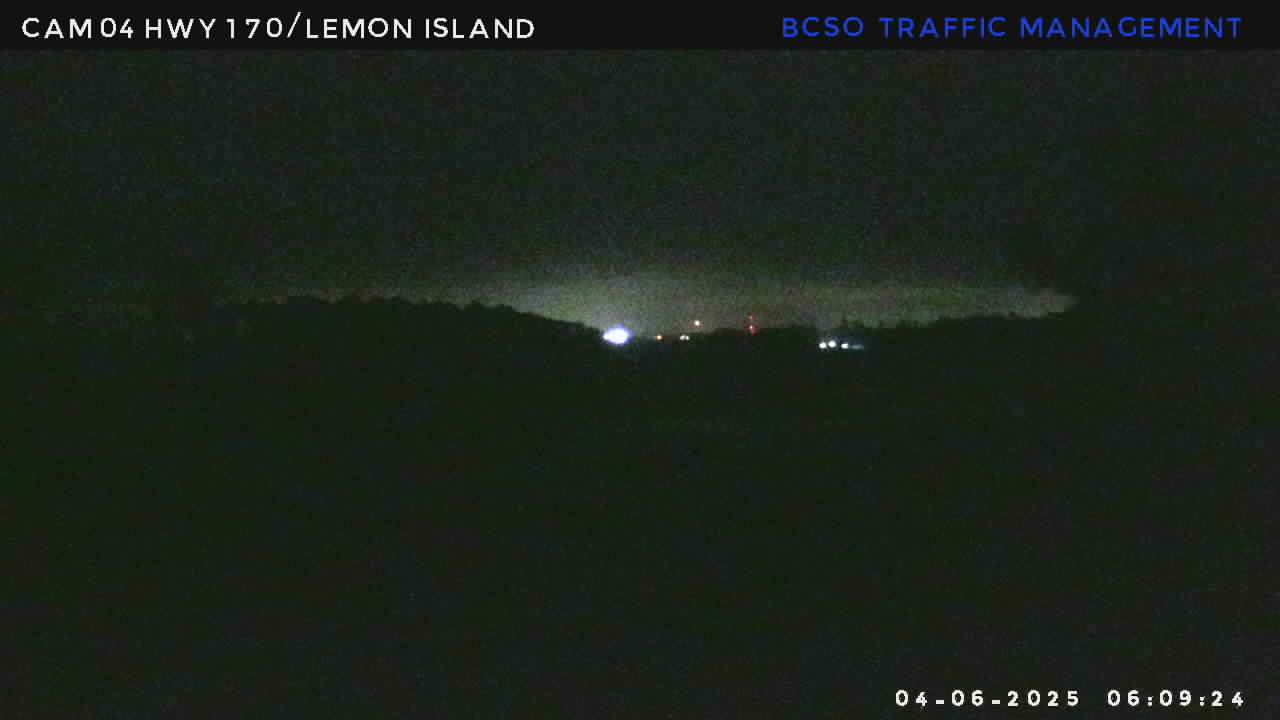 CAM04 HWY 170/LEMON ISLAND
BCSO TRAFFIC MANAGEMENT
04-06-2025 06:09:24